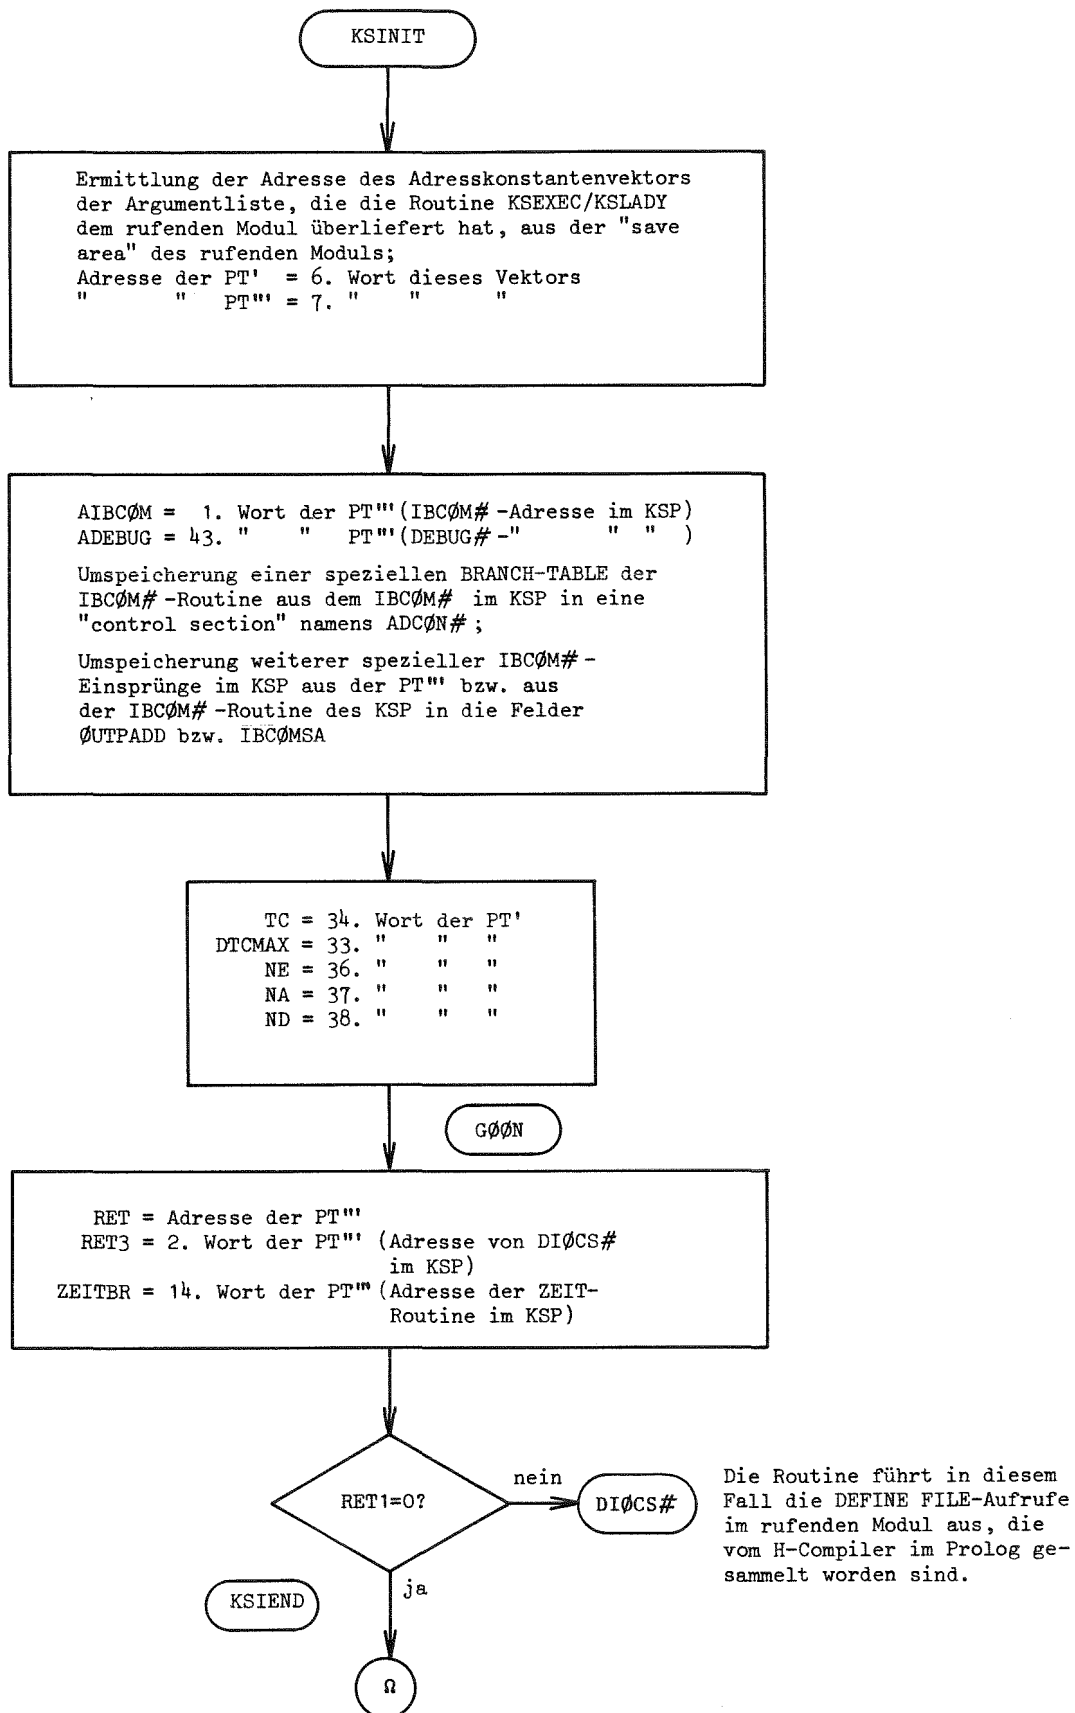 KSINIT
Ermittlung der Adresse des Adresskonstantenvektors
der Argumentliste, die die Routine KSEXEC/KSLADY
dem rufenden Modul überliefert hat, aus der "save
area" des rufenden Moduls;
Adresse der PT' = 6. Wort dieses Vektors
" " PT''' = 7. " " "
AIBCØM = 1. Wort der PT''' (IBCØM#-Adresse im KSP)
ADEBUG = 43. " " PT''' (DEBUG#-" " " )
Umspeicherung einer speziellen BRANCH-TABLE der
IBCØM#-Routine aus dem IBCØM# im KSP in eine
"control section" namens ADCØN#;
Umspeicherung weiterer spezieller IBCØM#-
Einsprünge im KSP aus der PT''' bzw. aus
der IBCØM#-Routine des KSP in die Felder
ØUTPADD bzw. IBCØMSA
TC = 34. Wort der PT'
DTCMAX = 33. " " "
NE = 36. " " "
NA = 37. " " "
ND = 38. " " "
GØØN
RET = Adresse der PT'''
RET3 = 2. Wort der PT''' (Adresse von DIØCS#
im KSP)
ZEITBR = 14. Wort der PT''' (Adresse der ZEIT-
Routine im KSP)
RET1=0?
nein
DIØCS#
Die Routine führt in diesem
Fall die DEFINE FILE-Aufrufe
im rufenden Modul aus, die
vom H-Compiler im Prolog ge-
sammelt worden sind.
ja
KSIEND
Ω